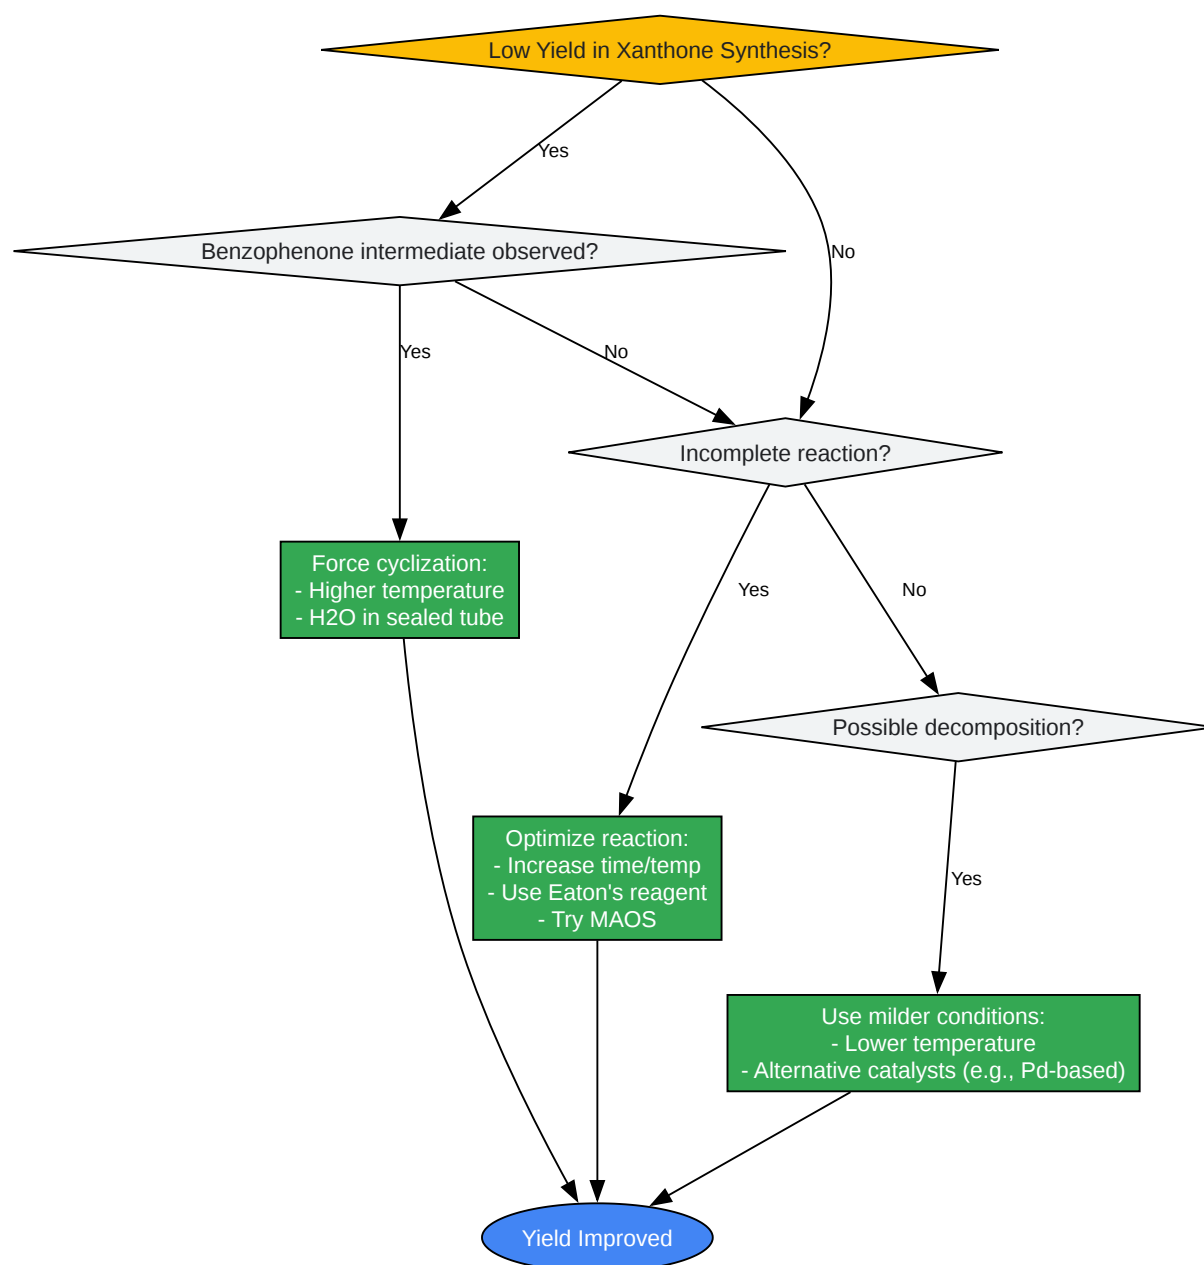 Low Yield in Xanthone Synthesis?
Yes
Benzophenone intermediate observed?
No
Yes
No
Incomplete reaction?
Force cyclization:
- Higher temperature
- H2O in sealed tube
Yes
No
Possible decomposition?
Optimize reaction:
- Increase time/temp
- Use Eaton's reagent
- Try MAOS
Yes
Use milder conditions:
- Lower temperature
- Alternative catalysts (e.g., Pd-based)
Yield Improved